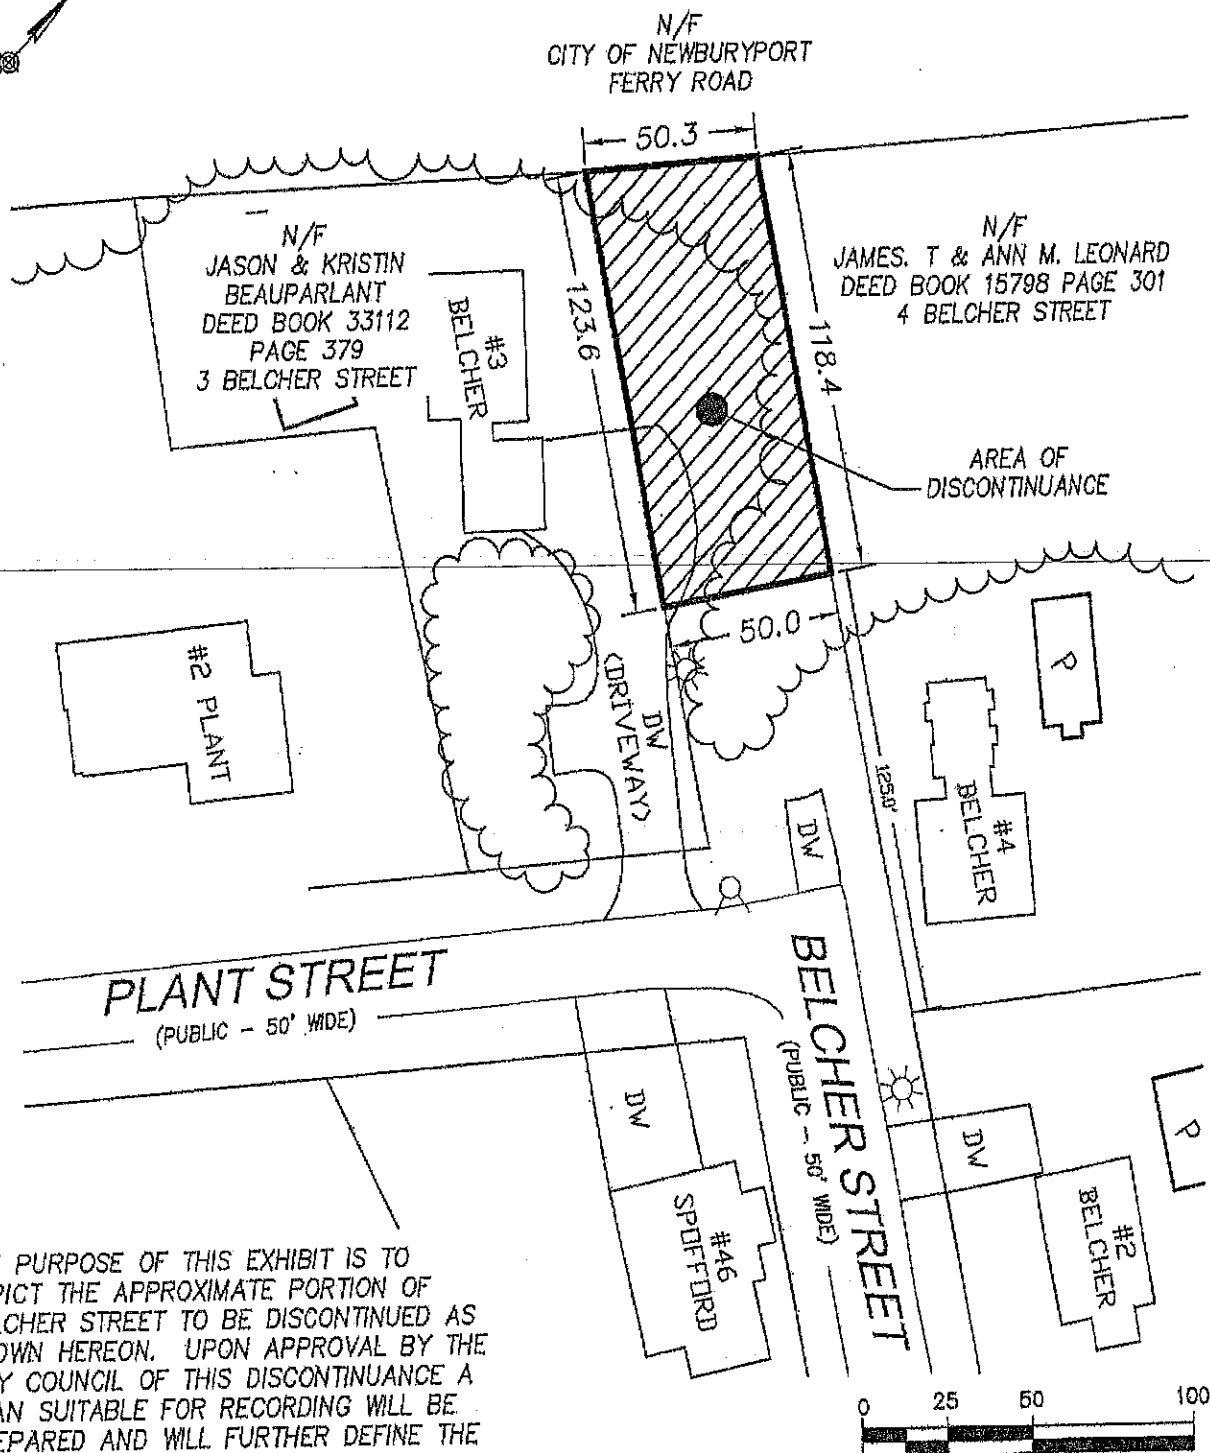 N/F
CITY OF NEWBURYPORT
FERRY ROAD
50.3
N/F
JASON & KRISTIN
BEAUPARLANT
DEED BOOK 33112
PAGE 379
3 BELCHER STREET
#3
BELCHER
123.6
118.4
N/F
JAMES. T & ANN M. LEONARD
DEED BOOK 15798 PAGE 301
4 BELCHER STREET
AREA OF
DISCONTINUANCE
50.0
#2 PLANT
DW
(DRIVEWAY)
P
125.0'
#4
BELCHER
DW
PLANT STREET
(PUBLIC - 50' WIDE)
BELCHER STREET
(PUBLIC - 50' WIDE)
DW
DW
P
#46
SPOFFORD
#2
BELCHER
PURPOSE OF THIS EXHIBIT IS TO
PICT THE APPROXIMATE PORTION OF
LCHER STREET TO BE DISCONTINUED AS
OWN HEREON. UPON APPROVAL BY THE
Y COUNCIL OF THIS DISCONTINUANCE A
AN SUITABLE FOR RECORDING WILL BE
EPARED AND WILL FURTHER DEFINE THE
0 25 50 100